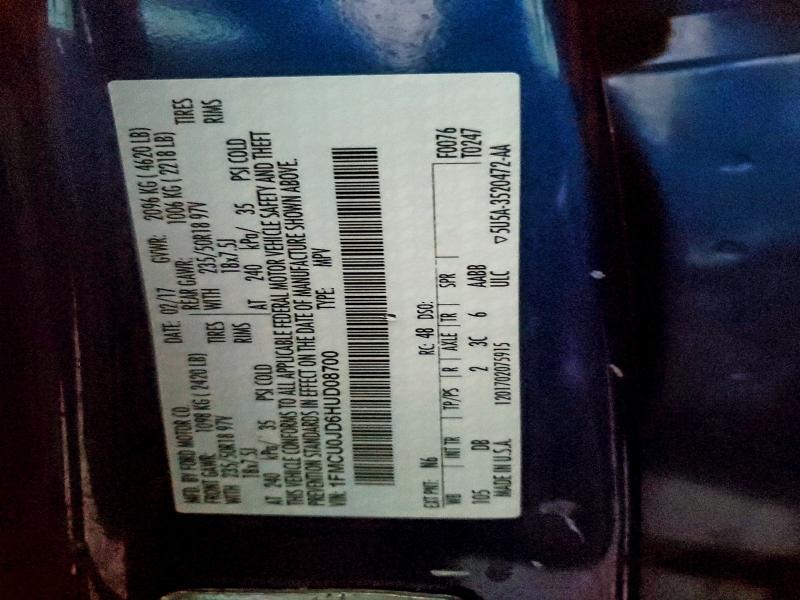 MFD. BY FORD MOTOR CO. DATE: 02/17 GVWR: 2096 KG ( 4620 LB)
FRONT GAWR: 1098 KG ( 2420 LB) REAR GAWR: 1006 KG ( 2218 LB)
WITH 235/50R18 97V TIRES WITH 235/50R18 97V TIRES
18x7.5J RIMS 18x7.5J RIMS
AT 240 kPa/ 35 PSI COLD AT 240 kPa/ 35 PSI COLD
THIS VEHICLE CONFORMS TO ALL APPLICABLE FEDERAL MOTOR VEHICLE SAFETY AND THEFT
PREVENTION STANDARDS IN EFFECT ON THE DATE OF MANUFACTURE SHOWN ABOVE.
VIN: 1FMCU0JD6HUD08700 TYPE: MPV
EXT PNT: N6 RC: 48 DSO: F0076
WB INT TR TP/PS R AXLE TR SPR T0247
105 DB 2 3C 6 AABB
MADE IN U.S.A. 1201702075915 ULC ▽5U5A-3520472-AA